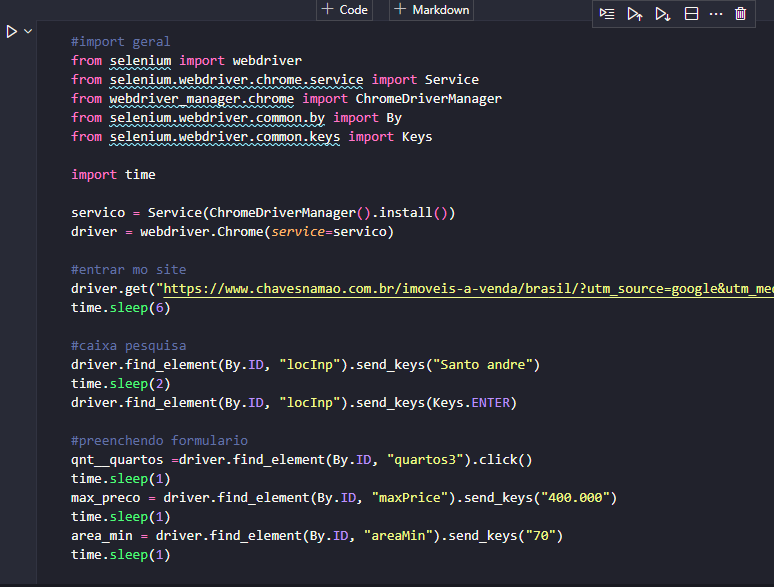 + Code + Markdown
#import geral
from selenium import webdriver
from selenium.webdriver.chrome.service import Service
from webdriver_manager.chrome import ChromeDriverManager
from selenium.webdriver.common.by import By
from selenium.webdriver.common.keys import Keys
import time
servico = Service(ChromeDriverManager().install())
driver = webdriver.Chrome(service=servico)
#entrar mo site
driver.get("https://www.chavesnamao.com.br/imoveis-a-venda/brasil/?utm_source=google&utm_med
time.sleep(6)
#caixa pesquisa
driver.find_element(By.ID, "locInp").send_keys("Santo andre")
time.sleep(2)
driver.find_element(By.ID, "locInp").send_keys(Keys.ENTER)
#preenchendo formulario
qnt__quartos =driver.find_element(By.ID, "quartos3").click()
time.sleep(1)
max_preco = driver.find_element(By.ID, "maxPrice").send_keys("400.000")
time.sleep(1)
area_min = driver.find_element(By.ID, "areaMin").send_keys("70")
time.sleep(1)